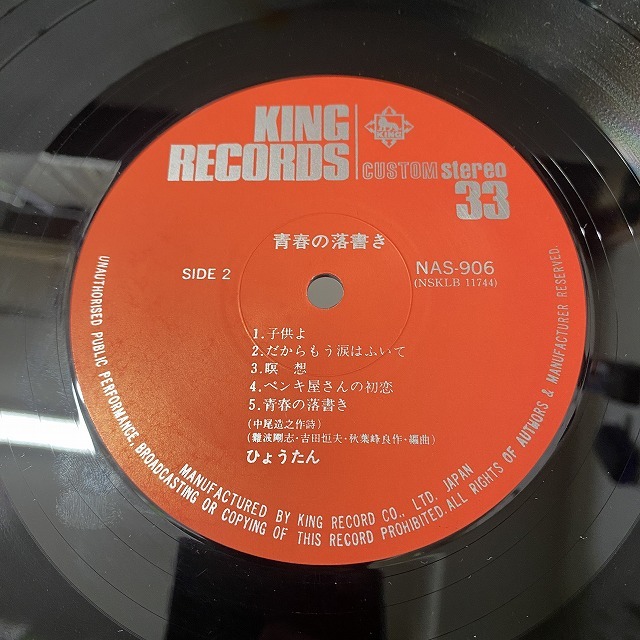 KING
RECORDS
KING
CUSTOM stereo
33
青春の落書き
SIDE 2
NAS-906
(NSKLB 11744)
1.子供よ
2.だからもう涙はふいて
3.瞑 想
4.ペンキ屋さんの初恋
5.青春の落書き
(中尾造之作詩)
(難波剛志・吉田恒夫・秋葉峰良作・編曲)
ひょうたん
MANUFACTURED BY KING RECORD CO., LTD. JAPAN
UNAUTHORISED PUBLIC PERFORMANCE, BROADCASTING OR COPYING OF THIS RECORD PROHIBITED. ALL RIGHTS OF AUTHORS & MANUFACTURER RESERVED.